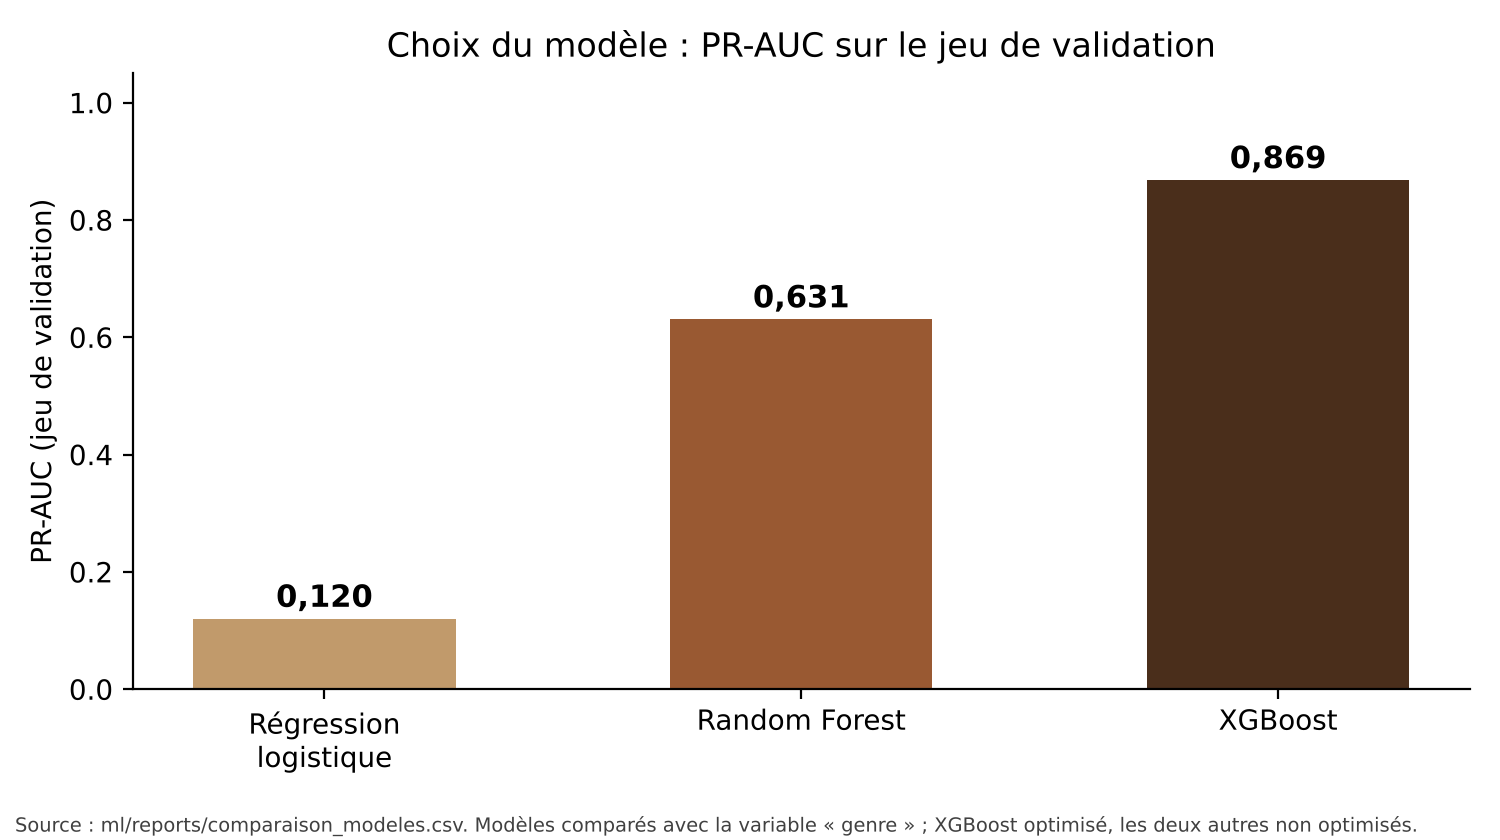 Choix du modèle : PR-AUC sur le jeu de validation
PR-AUC (jeu de validation)
1.0
0.8
0.6
0.4
0.2
0.0
0,120
0,631
0,869
Régression
logistique
Random Forest
XGBoost
Source : ml/reports/comparaison_modeles.csv. Modèles comparés avec la variable « genre » ; XGBoost optimisé, les deux autres non optimisés.